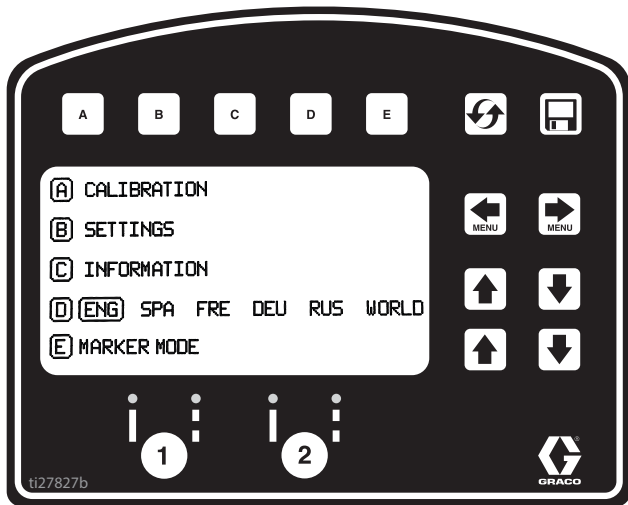 A B C D E
A CALIBRATION
B SETTINGS
C INFORMATION
D ENG SPA FRE DEU RUS WORLD
E MARKER MODE
MENU MENU
1 2
ti27827b
GRACO